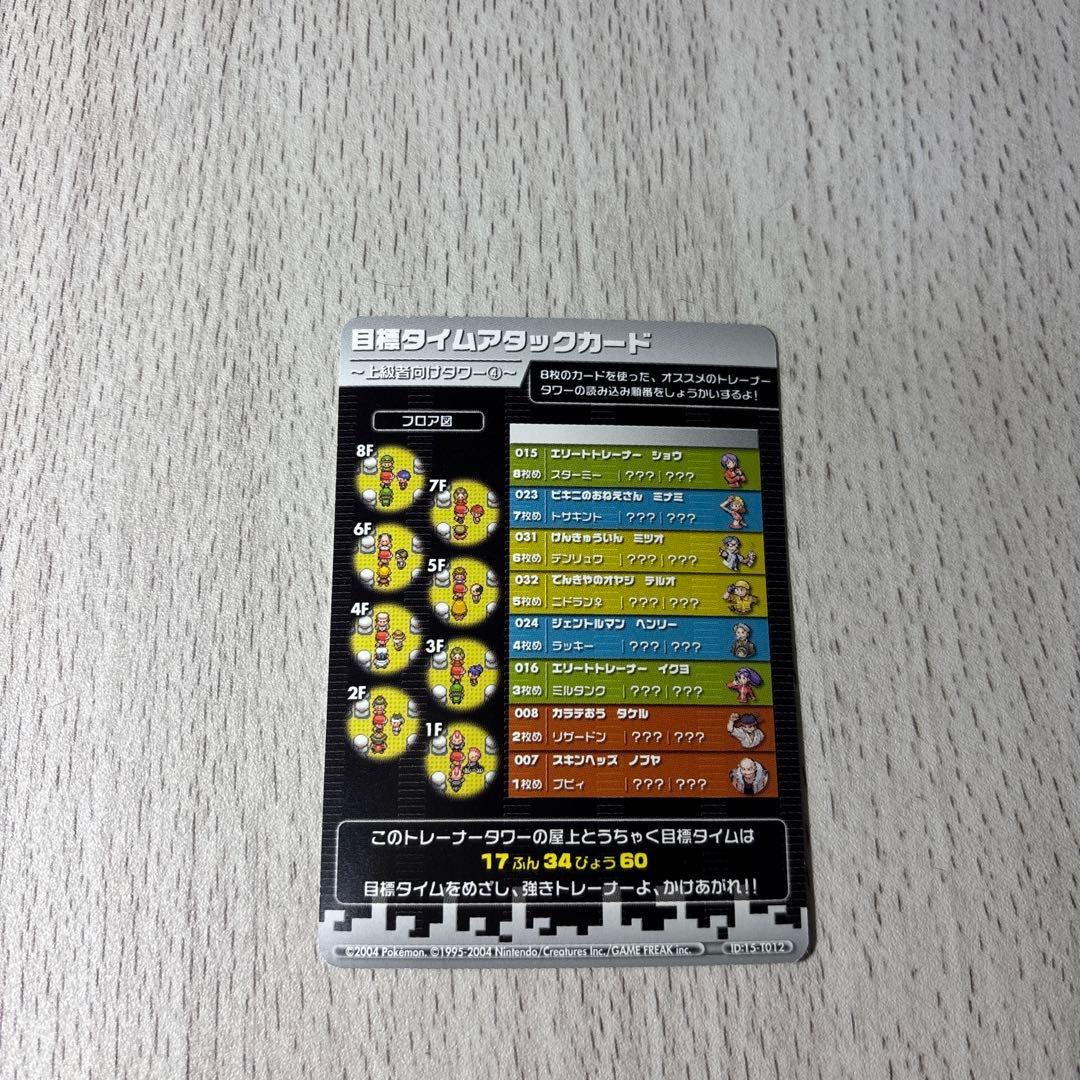 目標タイムアタックカード
～上級者向けタワー④～
8枚のカードを使った、オススメのトレーナー
タワーの読み込み順番をしょうかいするよ!
フロア図
8F
7F
6F
5F
4F
3F
2F
1F
015 エリートトレーナー ショウ
8枚め スターミー ??? ???
023 ビキニのおねえさん ミナミ
7枚め トサキント ??? ???
031 けんきゅういん ミツオ
6枚め デンリュウ ??? ???
032 でんきやのオヤジ テルオ
5枚め ニドラン♀ ??? ???
024 ジェントルマン ヘンリー
4枚め ラッキー ??? ???
016 エリートトレーナー イクヨ
3枚め ミルタンク ??? ???
008 カラテおう タケル
2枚め リザードン ??? ???
007 スキンヘッズ ノブヤ
1枚め ブビィ ??? ???
このトレーナータワーの屋上とうちゃく目標タイムは
17ふん34びょう60
目標タイムをめざし、強きトレーナーよ、かけあがれ!!
©2004 Pokémon. ©1995-2004 Nintendo/Creatures Inc./GAME FREAK inc.
ID:15-T012